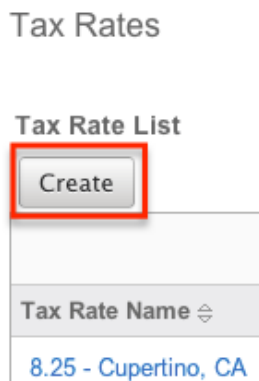 Tax Rates
Tax Rate List
Create
Tax Rate Name
8.25 - Cupertino, CA